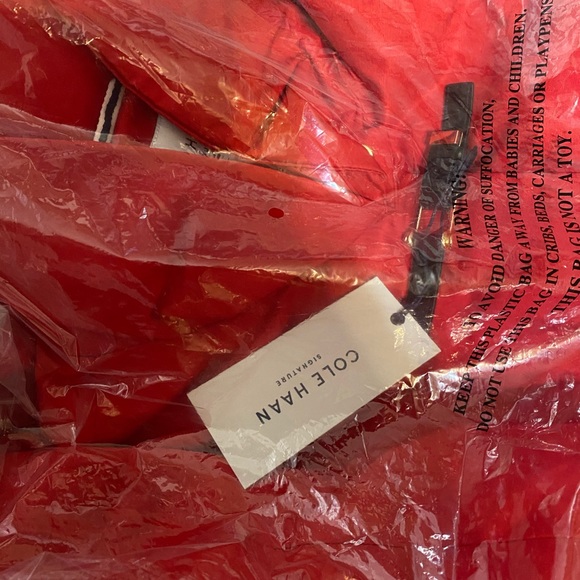 WARNING:
TO AVOID DANGER OF SUFFOCATION,
KEEP THIS PLASTIC BAG AWAY FROM BABIES AND CHILDREN.
DO NOT USE THIS BAG IN CRIBS, BEDS, CARRIAGES OR PLAYPENS
THIS BAG IS NOT A TOY.
COLE HAAN
SIGNATURE